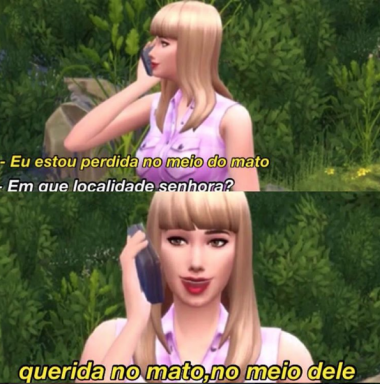 - Eu estou perdida no meio do mato
- Em que localidade senhora?
querida no mato,no meio dele